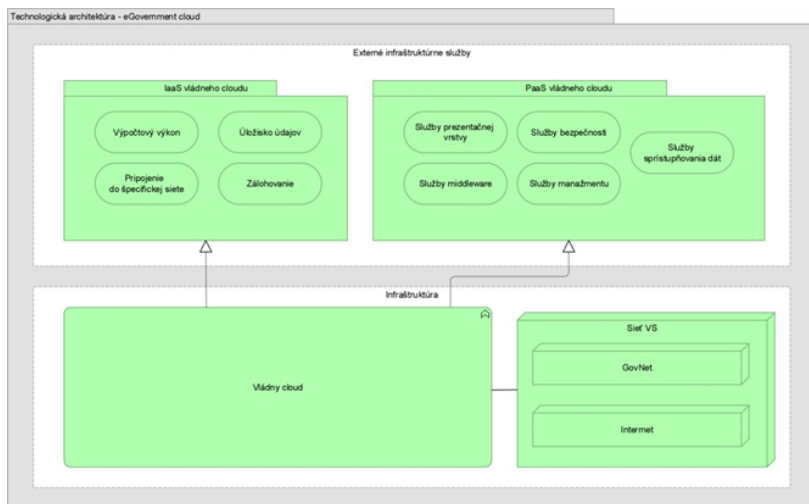 Technologická architektúra - eGovernment cloud
Externé infraštruktúrne služby
IaaS vládneho cloudu
Výpočtový výkon
Úložisko údajov
Pripojenie
do špecifickej siete
Zálohovanie
PaaS vládneho cloudu
Služby prezentačnej
vrstvy
Služby bezpečnosti
Služby
sprístupňovania dát
Služby middleware
Služby manažmentu
Infraštruktúra
Vládny cloud
Sieť VS
GovNet
Internet